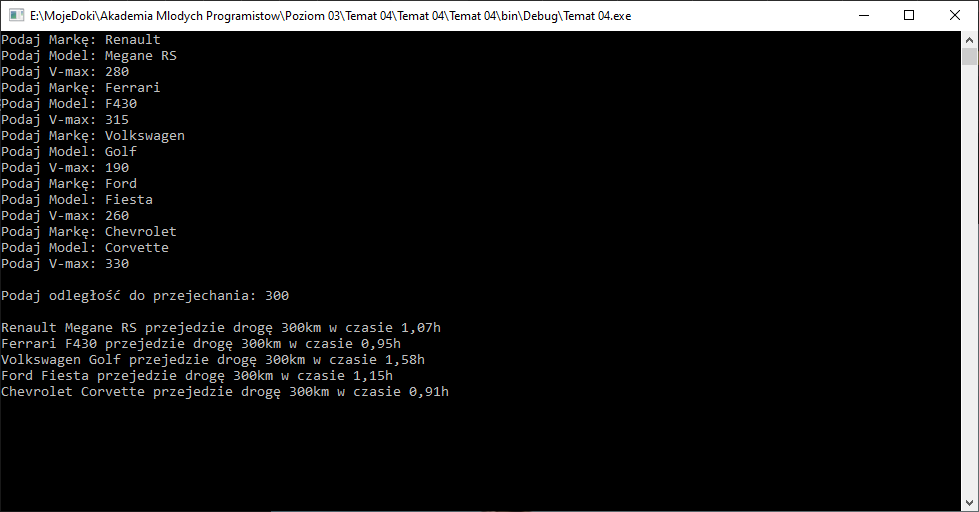 E:\MojeDoki\Akademia Mlodych Programistow\Poziom 03\Temat 04\Temat 04\Temat 04\bin\Debug\Temat 04.exe
Podaj Markę: Renault
Podaj Model: Megane RS
Podaj V-max: 280
Podaj Markę: Ferrari
Podaj Model: F430
Podaj V-max: 315
Podaj Markę: Volkswagen
Podaj Model: Golf
Podaj V-max: 190
Podaj Markę: Ford
Podaj Model: Fiesta
Podaj V-max: 260
Podaj Markę: Chevrolet
Podaj Model: Corvette
Podaj V-max: 330
Podaj odległość do przejechania: 300
Renault Megane RS przejedzie drogę 300km w czasie 1,07h
Ferrari F430 przejedzie drogę 300km w czasie 0,95h
Volkswagen Golf przejedzie drogę 300km w czasie 1,58h
Ford Fiesta przejedzie drogę 300km w czasie 1,15h
Chevrolet Corvette przejedzie drogę 300km w czasie 0,91h